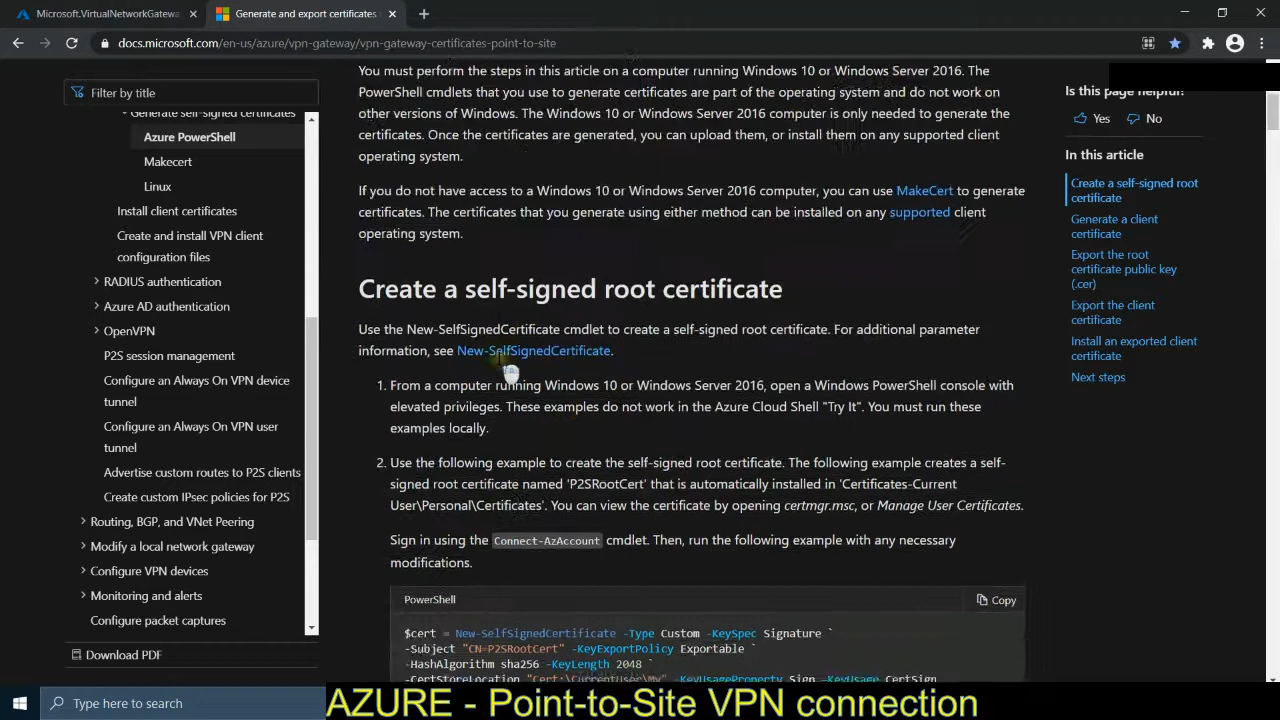 Microsoft.VirtualNetworkGatewa
Generate and export certificates
docs.microsoft.com/en-us/azure/vpn-gateway/vpn-gateway-certificates-point-to-site
Filter by title
Generate self-signed certificates
Azure PowerShell
Makecert
Linux
Install client certificates
Create and install VPN client
configuration files
RADIUS authentication
Azure AD authentication
OpenVPN
P2S session management
Configure an Always On VPN device
tunnel
Configure an Always On VPN user
tunnel
Advertise custom routes to P2S clients
Create custom IPsec policies for P2S
Routing, BGP, and VNet Peering
Modify a local network gateway
Configure VPN devices
Monitoring and alerts
Configure packet captures
Download PDF
You must perform the steps in this article on a computer running Windows 10 or Windows Server 2016. The
PowerShell cmdlets that you use to generate certificates are part of the operating system and do not work on
other versions of Windows. The Windows 10 or Windows Server 2016 computer is only needed to generate the
certificates. Once the certificates are generated, you can upload them, or install them on any supported client
operating system.
If you do not have access to a Windows 10 or Windows Server 2016 computer, you can use MakeCert to generate
certificates. The certificates that you generate using either method can be installed on any supported client
operating system.
Create a self-signed root certificate
Use the New-SelfSignedCertificate cmdlet to create a self-signed root certificate. For additional parameter
information, see New-SelfSignedCertificate.
1. From a computer running Windows 10 or Windows Server 2016, open a Windows PowerShell console with
elevated privileges. These examples do not work in the Azure Cloud Shell "Try It". You must run these
examples locally.
2. Use the following example to create the self-signed root certificate. The following example creates a self-
signed root certificate named 'P2SRootCert' that is automatically installed in 'Certificates-Current
User\Personal\Certificates'. You can view the certificate by opening certmgr.msc, or Manage User Certificates.
Sign in using the Connect-AzAccount cmdlet. Then, run the following example with any necessary
modifications.
PowerShell
Copy
$cert = New-SelfSignedCertificate -Type Custom -KeySpec Signature `
-Subject "CN=P2SRootCert" -KeyExportPolicy Exportable `
-HashAlgorithm sha256 -KeyLength 2048 `
-CertStoreLocation "Cert:\CurrentUser\My" -KeyUsageProperty Sign -KeyUsage CertSign
Is this page helpful?
Yes
No
In this article
Create a self-signed root
certificate
Generate a client
certificate
Export the root
certificate public key
(.cer)
Export the client
certificate
Install an exported client
certificate
Next steps
Type here to search
AZURE - Point-to-Site VPN connection